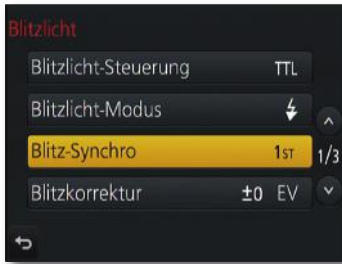 Blitzlicht
Blitzlicht-Steuerung TTL
Blitzlicht-Modus
Blitz-Synchro 1ST 1/3
Blitzkorrektur ±0 EV